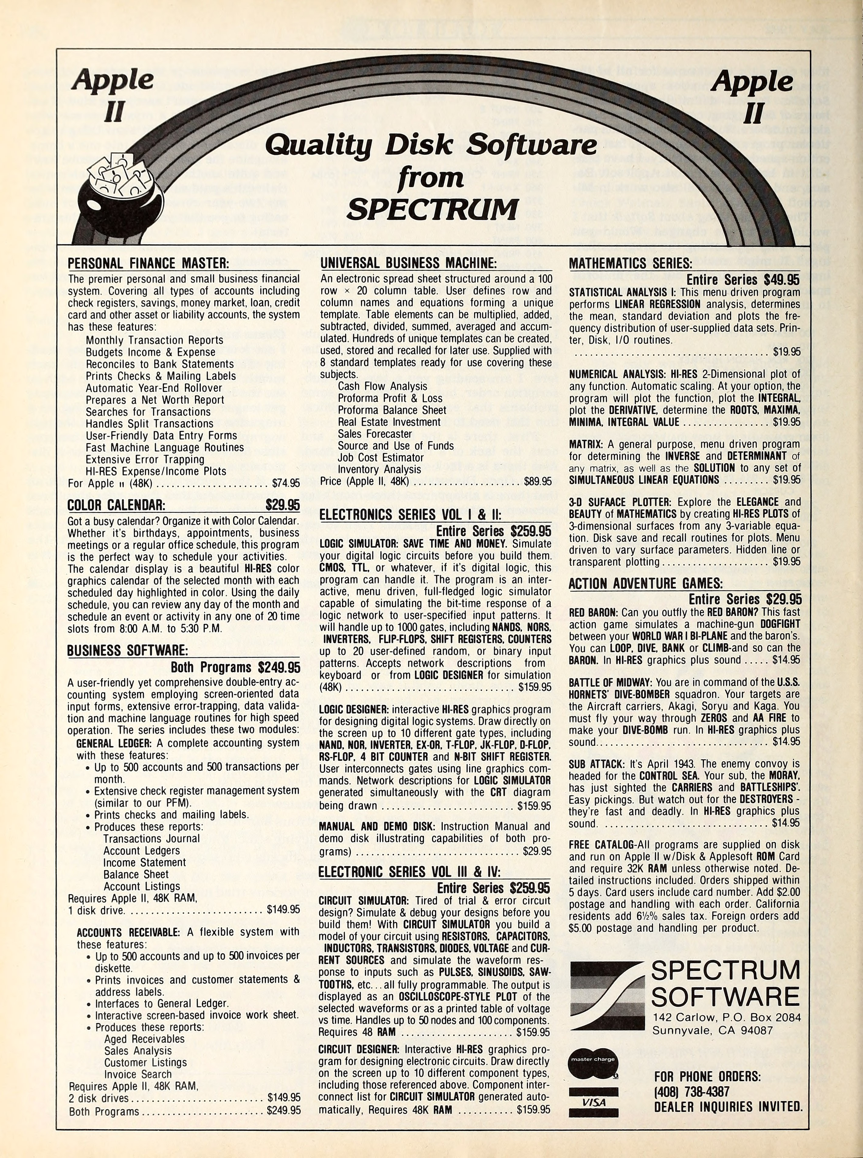 Apple
II
Apple
II
Quality Disk Software
from
SPECTRUM
PERSONAL FINANCE MASTER:
The premier personal and small business financial
system. Covering all types of accounts including
check registers, savings, money market, loan, credit
card and other asset or liability accounts, the system
has these features:
Monthly Transaction Reports
Budgets Income & Expense
Reconciles to Bank Statements
Prints Checks & Mailing Labels
Automatic Year-End Rollover
Prepares a Net Worth Report
Searches for Transactions
Handles Split Transactions
User-Friendly Data Entry Forms
Fast Machine Language Routines
Extensive Error Trapping
HI-RES Expense/Income Plots
For Apple II (48K) ...................... $74.95
COLOR CALENDAR: $29.95
Got a busy calendar? Organize it with Color Calendar.
Whether it's birthdays, appointments, business
meetings or a regular office schedule, this program
is the perfect way to schedule your activities.
The calendar display is a beautiful HI-RES color
graphics calendar of the selected month with each
scheduled day highlighted in color. Using the daily
schedule, you can review any day of the month and
schedule an event or activity in any one of 20 time
slots from 8:00 A.M. to 5:30 P.M.
BUSINESS SOFTWARE:
Both Programs $249.95
A user-friendly yet comprehensive double-entry ac-
counting system employing screen-oriented data
input forms, extensive error-trapping, data valida-
tion and machine language routines for high speed
operation. The series includes these two modules:
GENERAL LEDGER: A complete accounting system
with these features:
• Up to 500 accounts and 500 transactions per
month.
• Extensive check register management system
(similar to our PFM).
• Prints checks and mailing labels.
• Produces these reports:
Transactions Journal
Account Ledgers
Income Statement
Balance Sheet
Account Listings
Requires Apple II, 48K RAM,
1 disk drive. ........................ $149.95
ACCOUNTS RECEIVABLE: A flexible system with
these features:
• Up to 500 accounts and up to 500 invoices per
diskette.
• Prints invoices and customer statements &
address labels.
• Interfaces to General Ledger.
• Interactive screen-based invoice work sheet.
• Produces these reports:
Aged Receivables
Sales Analysis
Customer Listings
Invoice Search
Requires Apple II, 48K RAM,
2 disk drives ........................ $149.95
Both Programs ...................... $249.95
UNIVERSAL BUSINESS MACHINE:
An electronic spread sheet structured around a 100
row × 20 column table. User defines row and
column names and equations forming a unique
template. Table elements can be multiplied, added,
subtracted, divided, summed, averaged and accum-
ulated. Hundreds of unique templates can be created,
used, stored and recalled for later use. Supplied with
8 standard templates ready for use covering these
subjects.
Cash Flow Analysis
Proforma Profit & Loss
Proforma Balance Sheet
Real Estate Investment
Sales Forecaster
Source and Use of Funds
Job Cost Estimator
Inventory Analysis
Price (Apple II, 48K) ..................... $89.95
ELECTRONICS SERIES VOL I & II:
Entire Series $259.95
LOGIC SIMULATOR: SAVE TIME AND MONEY. Simulate
your digital logic circuits before you build them.
CMOS, TTL, or whatever, if it's digital logic, this
program can handle it. The program is an inter-
active, menu driven, full-fledged logic simulator
capable of simulating the bit-time response of a
logic network to user-specified input patterns. It
will handle up to 1000 gates, including NANDS, NORS,
INVERTERS, FLIP-FLOPS, SHIFT REGISTERS, COUNTERS
up to 20 user-defined random, or binary input
patterns. Accepts network descriptions from
keyboard or from LOGIC DESIGNER for simulation
(48K) .............................. $159.95
LOGIC DESIGNER: interactive HI-RES graphics program
for designing digital logic systems. Draw directly on
the screen up to 10 different gate types, including
NAND, NOR, INVERTER, EX-OR, T-FLOP, JK-FLOP, D-FLOP,
RS-FLOP, 4 BIT COUNTER and N-BIT SHIFT REGISTER.
User interconnects gates using line graphics com-
mands. Network descriptions for LOGIC SIMULATOR
generated simultaneously with the CRT diagram
being drawn ........................ $159.95
MANUAL AND DEMO DISK: Instruction Manual and
demo disk illustrating capabilities of both pro-
grams) .............................. $29.95
ELECTRONIC SERIES VOL III & IV:
Entire Series $259.95
CIRCUIT SIMULATOR: Tired of trial & error circuit
design? Simulate & debug your designs before you
build them! With CIRCUIT SIMULATOR you build a
model of your circuit using RESISTORS, CAPACITORS,
INDUCTORS, TRANSISTORS, DIODES, VOLTAGE and CUR-
RENT SOURCES and simulate the waveform res-
ponse to inputs such as PULSES, SINUSOIDS, SAW-
TOOTHS, etc... all fully programmable. The output is
displayed as an OSCILLOSCOPE-STYLE PLOT of the
selected waveforms or as a printed table of voltage
vs time. Handles up to 50 nodes and 100 components.
Requires 48 RAM ...................... $159.95
CIRCUIT DESIGNER: Interactive HI-RES graphics pro-
gram for designing electronic circuits. Draw directly
on the screen up to 10 different component types,
including those referenced above. Component inter-
connect list for CIRCUIT SIMULATOR generated auto-
matically, Requires 48K RAM ........... $159.95
MATHEMATICS SERIES:
Entire Series $49.95
STATISTICAL ANALYSIS I: This menu driven program
performs LINEAR REGRESSION analysis, determines
the mean, standard deviation and plots the fre-
quency distribution of user-supplied data sets. Prin-
ter, Disk, I/O routines.
................................... $19.95
NUMERICAL ANALYSIS: HI-RES 2-Dimensional plot of
any function. Automatic scaling. At your option, the
program will plot the function, plot the INTEGRAL,
plot the DERIVATIVE, determine the ROOTS, MAXIMA,
MINIMA, INTEGRAL VALUE ................ $19.95
MATRIX: A general purpose, menu driven program
for determining the INVERSE and DETERMINANT of
any matrix, as well as the SOLUTION to any set of
SIMULTANEOUS LINEAR EQUATIONS ......... $19.95
3-D SUFAACE PLOTTER: Explore the ELEGANCE and
BEAUTY of MATHEMATICS by creating HI-RES PLOTS of
3-dimensional surfaces from any 3-variable equa-
tion. Disk save and recall routines for plots. Menu
driven to vary surface parameters. Hidden line or
transparent plotting .................... $19.95
ACTION ADVENTURE GAMES:
Entire Series $29.95
RED BARON: Can you outfly the RED BARON? This fast
action game simulates a machine-gun DOGFIGHT
between your WORLD WAR I BI-PLANE and the baron's.
You can LOOP, DIVE, BANK or CLIMB-and so can the
BARON. In HI-RES graphics plus sound ..... $14.95
BATTLE OF MIDWAY: You are in command of the U.S.S.
HORNETS' DIVE-BOMBER squadron. Your targets are
the Aircraft carriers, Akagi, Soryu and Kaga. You
must fly your way through ZEROS and AA FIRE to
make your DIVE-BOMB run. In HI-RES graphics plus
sound................................ $14.95
SUB ATTACK: It's April 1943. The enemy convoy is
headed for the CONTROL SEA. Your sub, the MORAY,
has just sighted the CARRIERS and BATTLESHIPS'.
Easy pickings. But watch out for the DESTROYERS -
they're fast and deadly. In HI-RES graphics plus
sound. .............................. $14.95
FREE CATALOG-All programs are supplied on disk
and run on Apple II w/Disk & Applesoft ROM Card
and require 32K RAM unless otherwise noted. De-
tailed instructions included. Orders shipped within
5 days. Card users include card number. Add $2.00
postage and handling with each order. California
residents add 6½% sales tax. Foreign orders add
$5.00 postage and handling per product.
SPECTRUM
SOFTWARE
142 Carlow, P.O. Box 2084
Sunnyvale, CA 94087
master charge
VISA
FOR PHONE ORDERS:
(408) 738-4387
DEALER INQUIRIES INVITED.